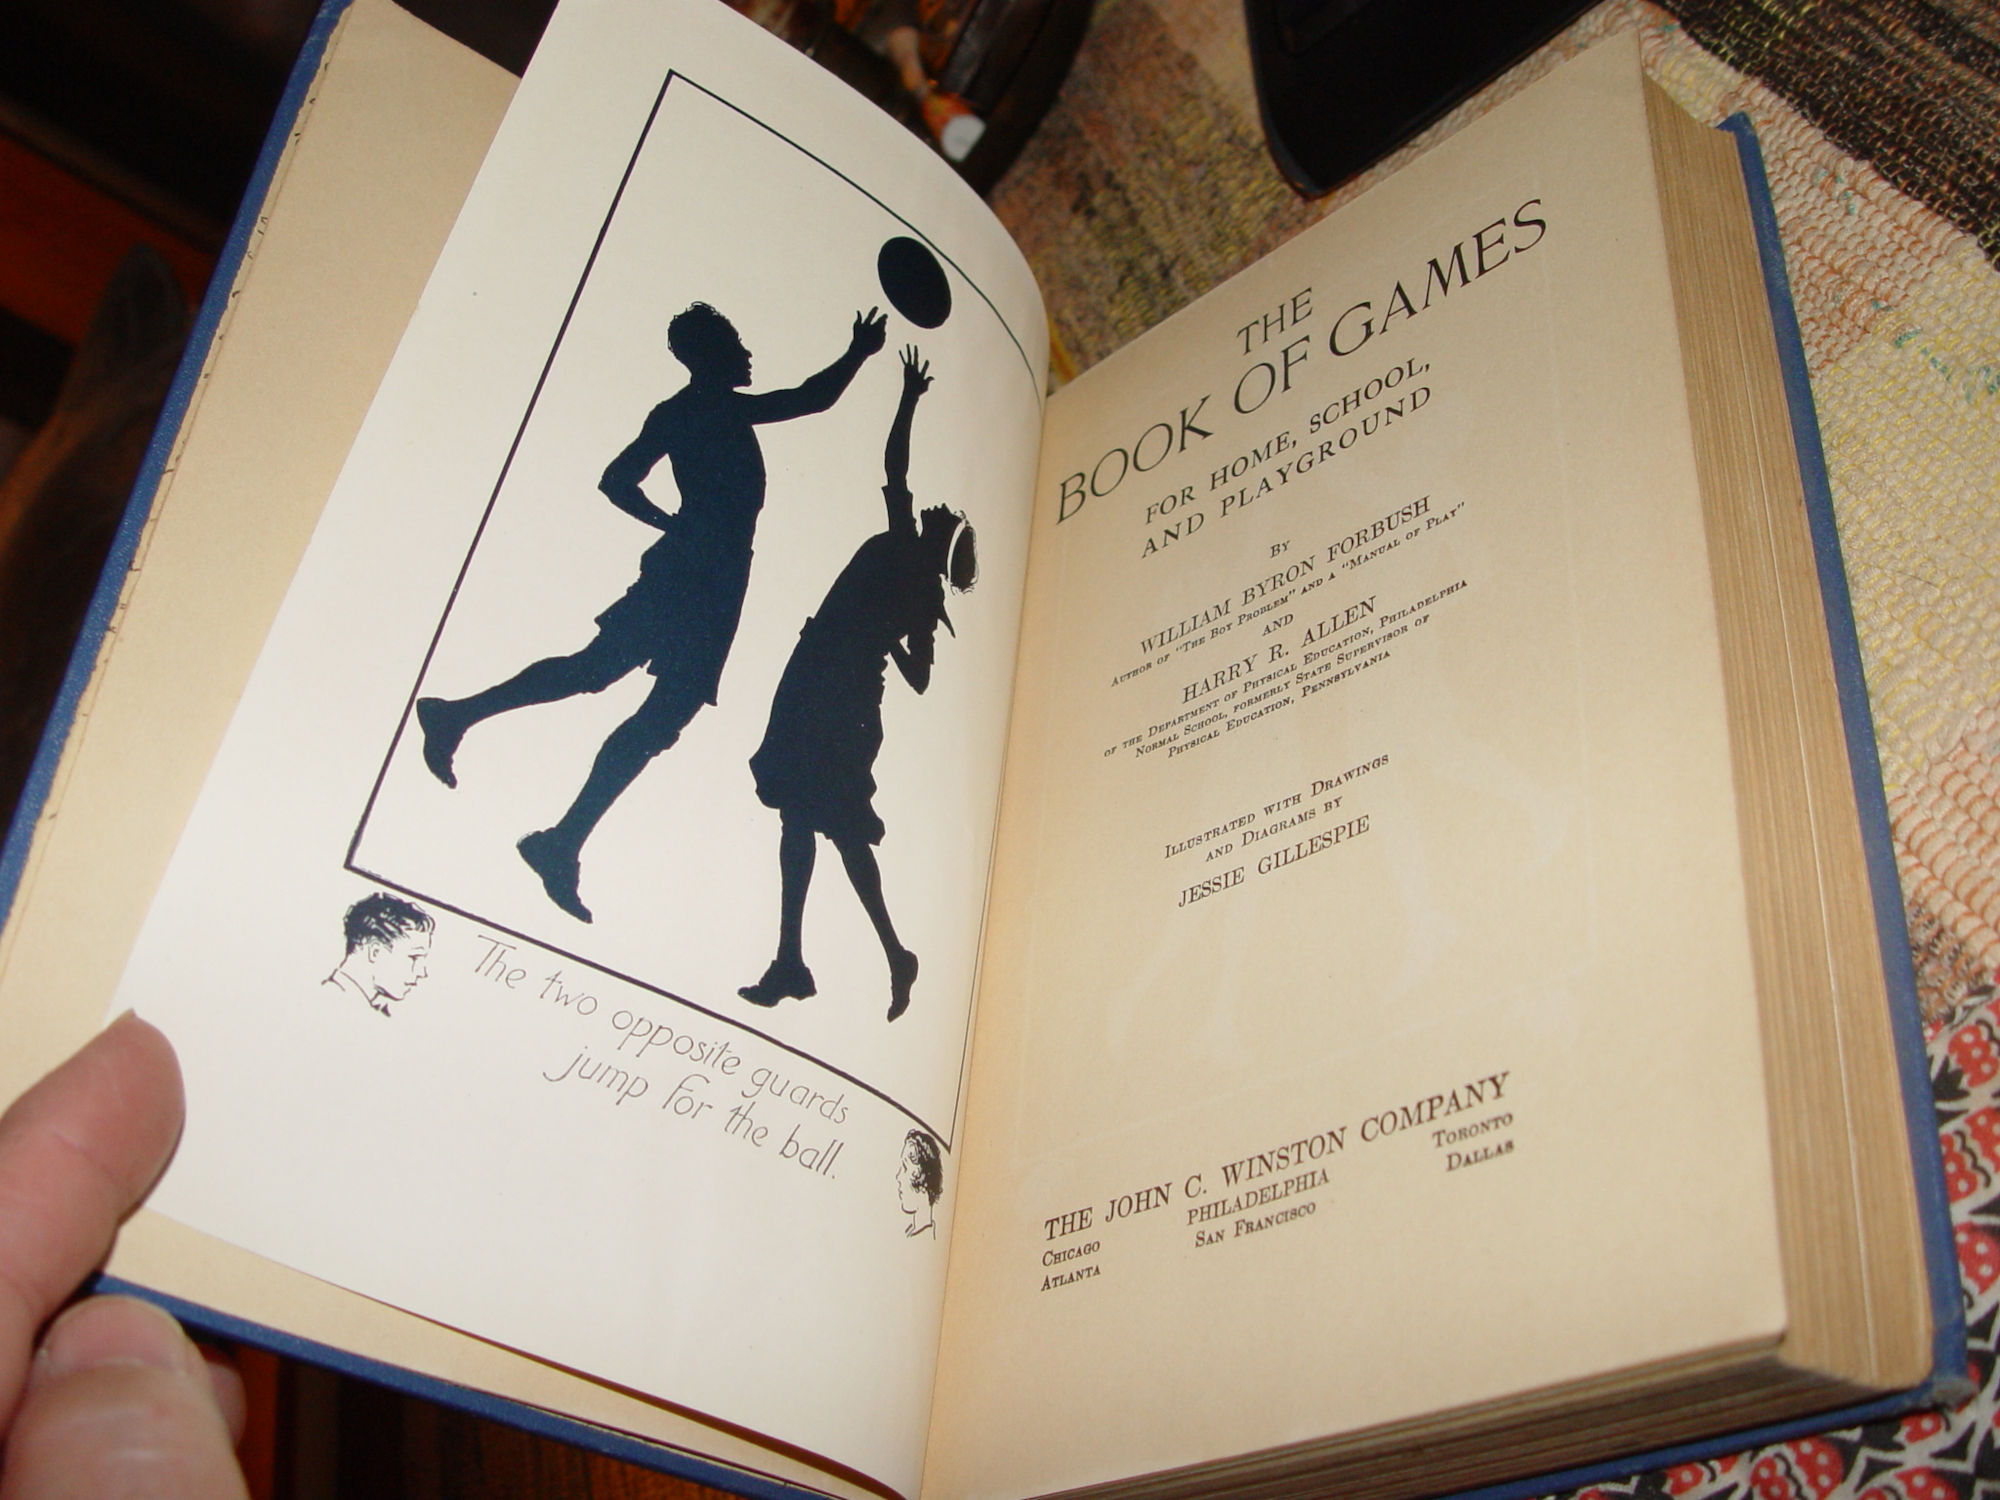 The two opposite guards
jump for the ball.
THE
BOOK OF GAMES
FOR HOME, SCHOOL,
AND PLAYGROUND
BY
WILLIAM BYRON FORBUSH
AUTHOR OF "THE BOY PROBLEM" AND A "MANUAL OF PLAY"
AND
HARRY R. ALLEN
OF THE DEPARTMENT OF PHYSICAL EDUCATION, PHILADELPHIA
NORMAL SCHOOL, FORMERLY STATE SUPERVISOR OF
PHYSICAL EDUCATION, PENNSYLVANIA
ILLUSTRATED WITH DRAWINGS
AND DIAGRAMS BY
JESSIE GILLESPIE
THE JOHN C. WINSTON COMPANY
CHICAGO PHILADELPHIA TORONTO
ATLANTA SAN FRANCISCO DALLAS